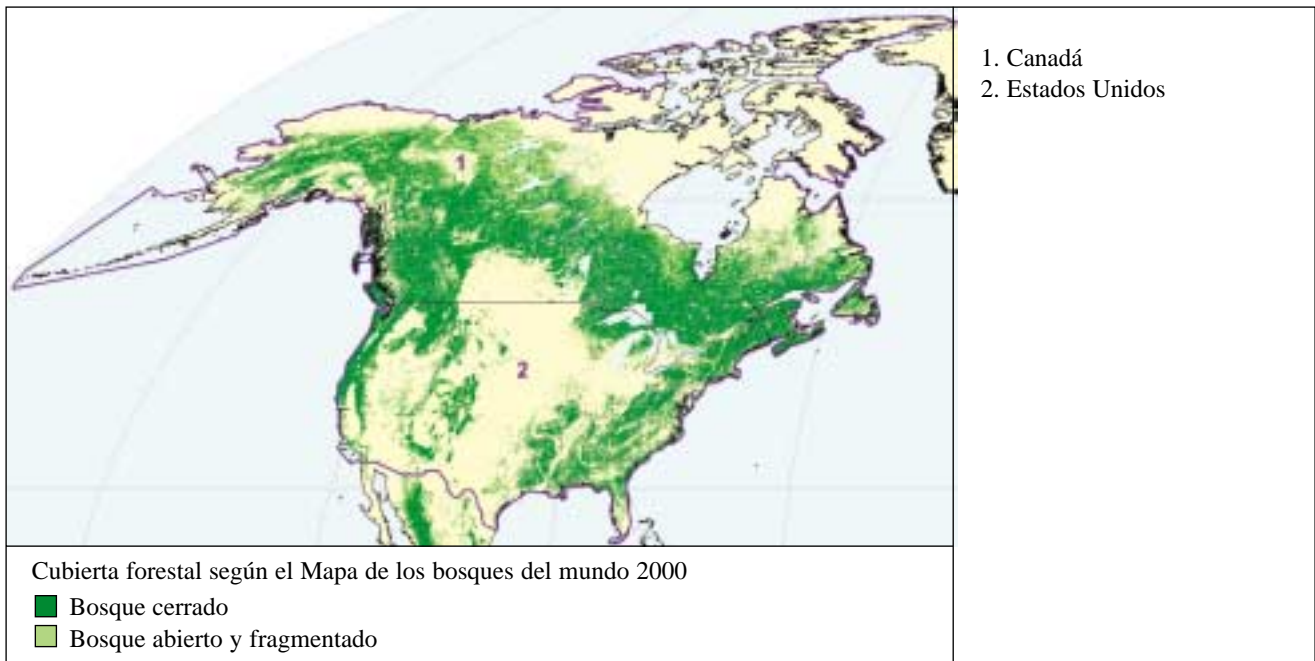 1
2
1. Canadá
2. Estados Unidos
Cubierta forestal según el Mapa de los bosques del mundo 2000
Bosque cerrado
Bosque abierto y fragmentado